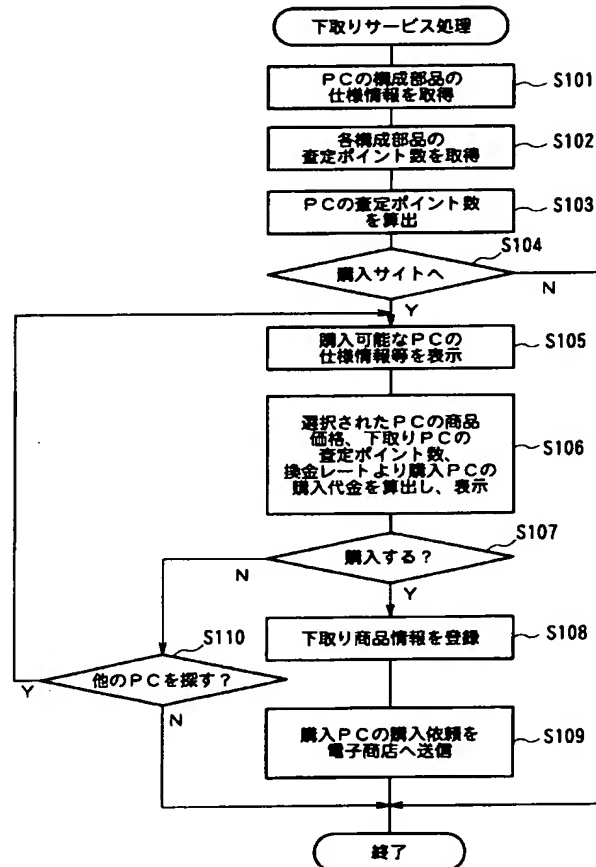 下取りサービス処理
PCの構成部品の
仕様情報を取得
S101
各構成部品の
査定ポイント数を取得
S102
PCの査定ポイント数
を算出
S103
S104
購入サイトへ
N
Y
購入可能なPCの
仕様情報等を表示
S105
選択されたPCの商品
価格、下取りPCの
査定ポイント数、
換金レートより購入PCの
購入代金を算出し、表示
S106
S107
購入する?
N
Y
下取り商品情報を登録
S108
S110
他のPCを探す?
Y
N
購入PCの購入依頼を
電子商店へ送信
S109
終了